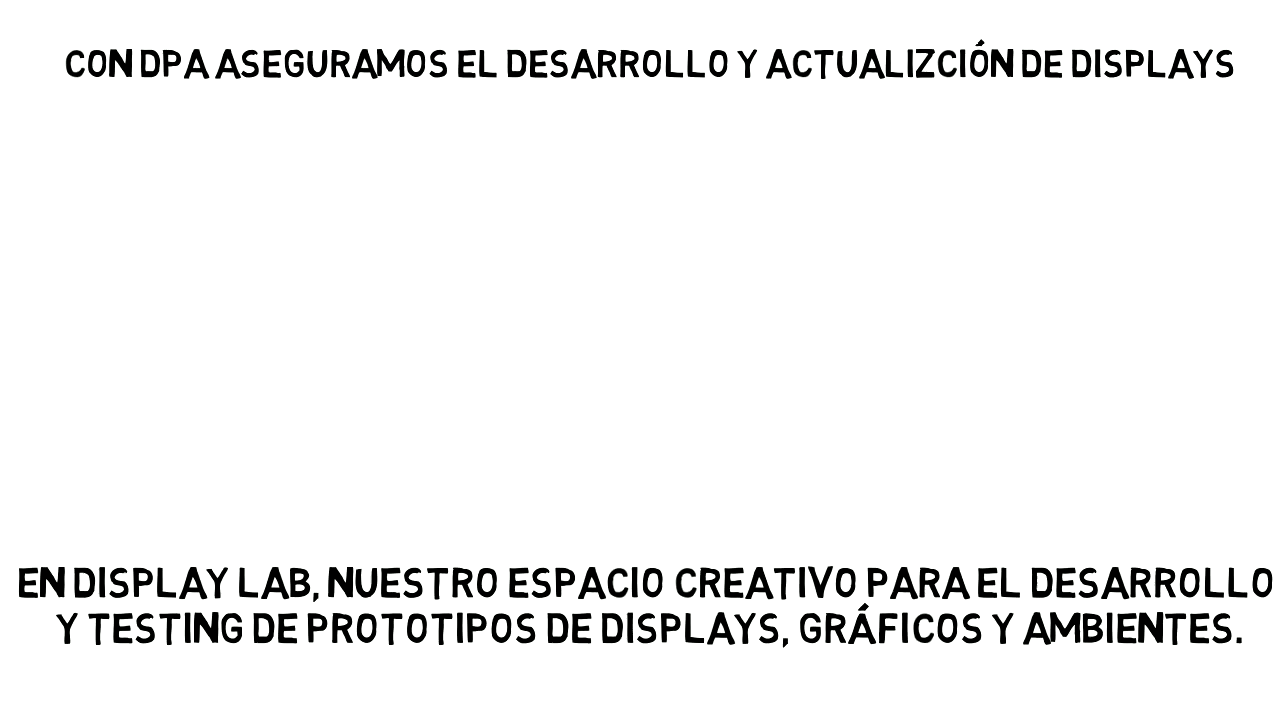 CON DPA ASEGURAMOS EL DESARROLLO Y ACTUALIZCIÓN DE DISPLAYS
EN DISPLAY LAB, NUESTRO ESPACIO CREATIVO PARA EL DESARROLLO
Y TESTING DE PROTOTIPOS DE DISPLAYS, GRÁFICOS Y AMBIENTES.